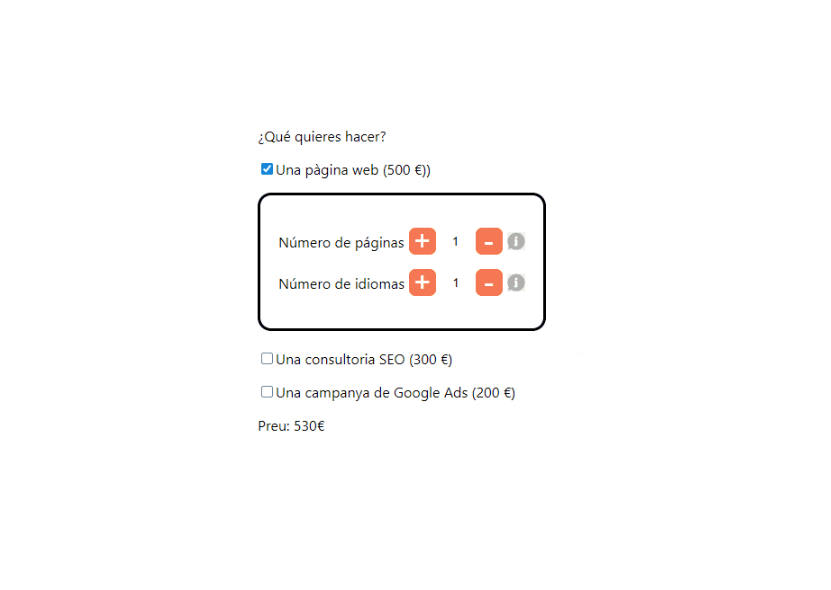 ¿Qué quieres hacer?
Una pàgina web (500 €))
Número de páginas + 1 - i
Número de idiomas + 1 - i
Una consultoria SEO (300 €)
Una campanya de Google Ads (200 €)
Preu: 530€